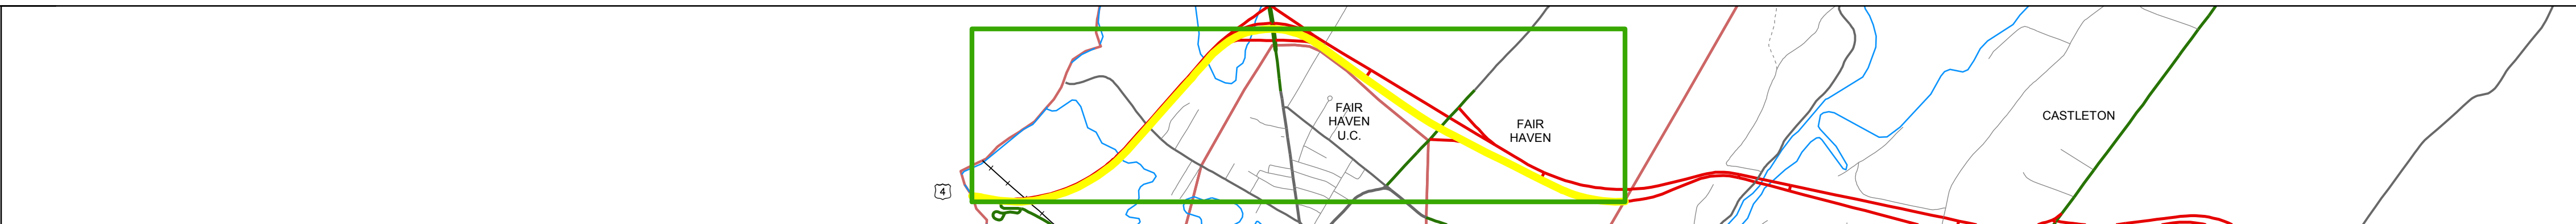 FAIR
HAVEN
U.C.
FAIR
HAVEN
CASTLETON
4